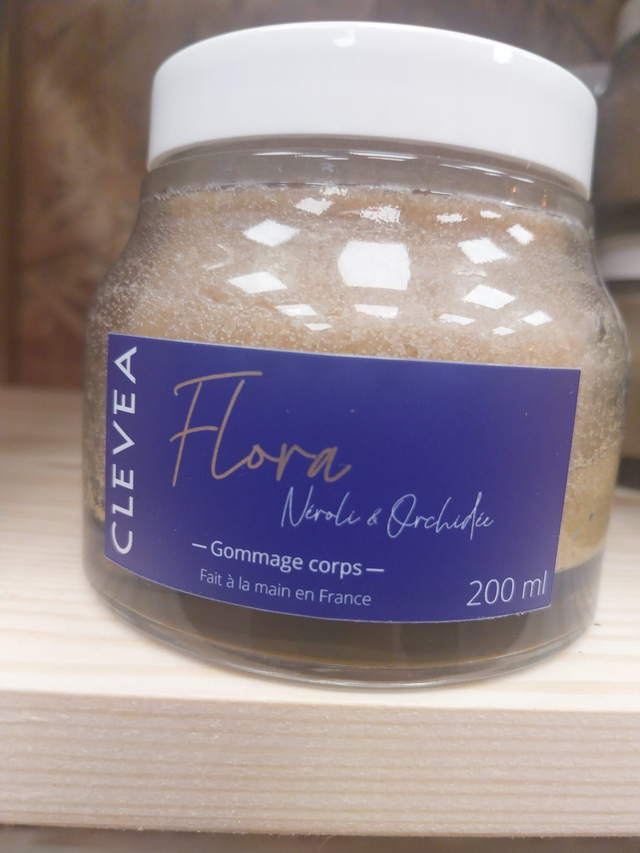 CLEVEA
Flora
Néroli & Orchidée
— Gommage corps —
Fait à la main en France
200 ml